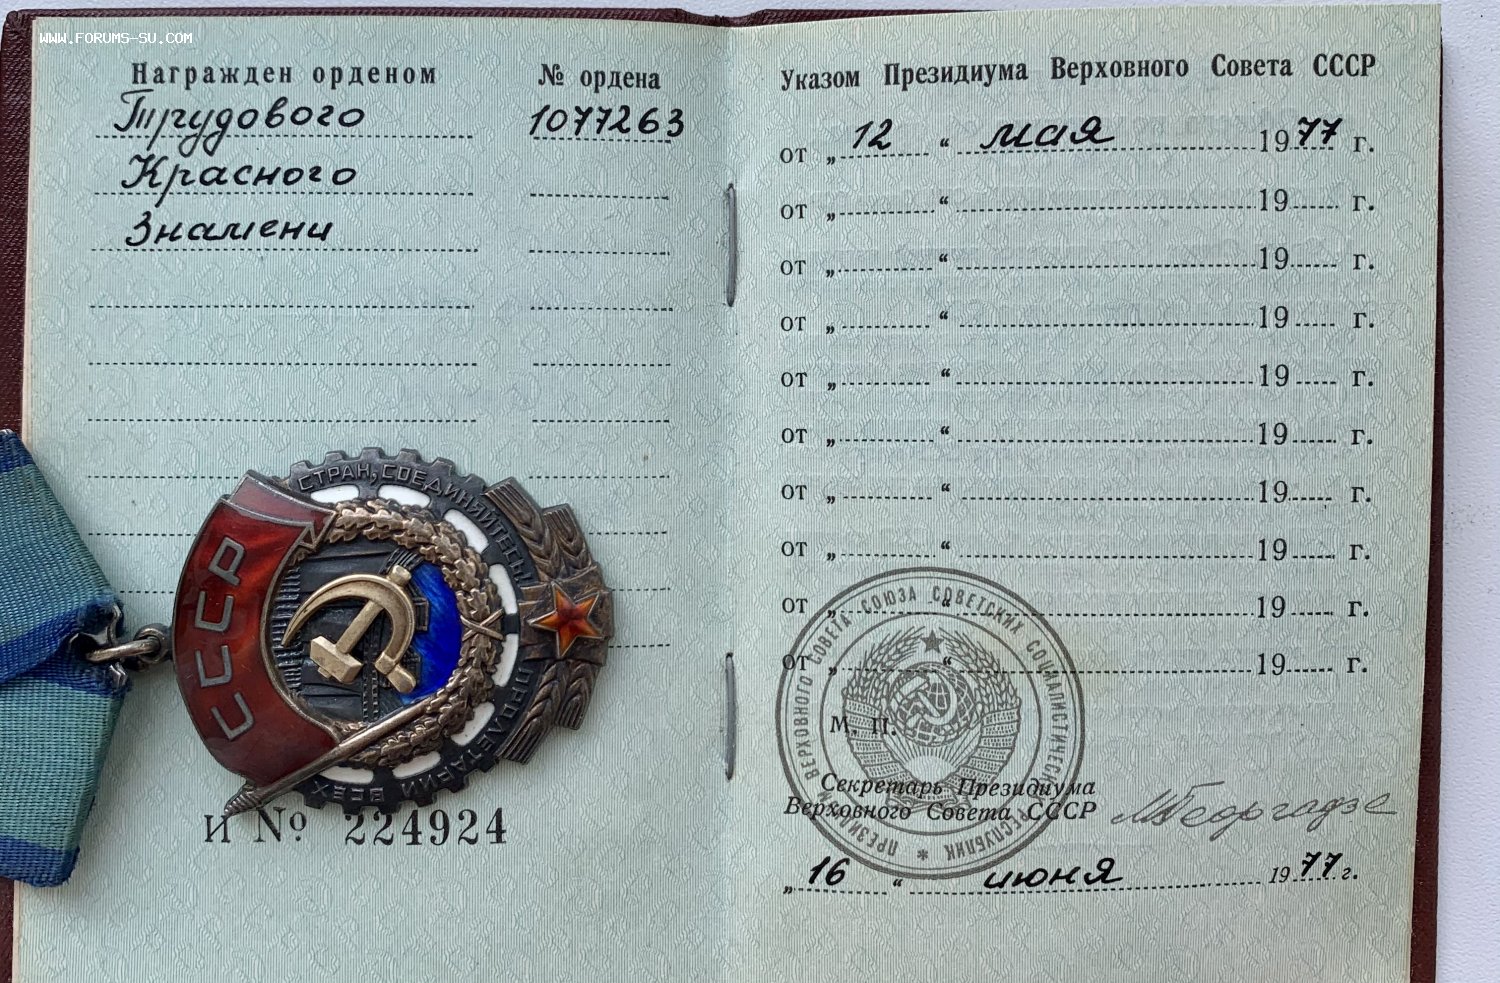 WWW.FORUMS-SU.COM
Награжден орденом
№ ордена
Трудового
1077263
Красного
Знамени
СССР
ПРОЛЕТАРИИ ВСЕХ СТРАН, СОЕДИНЯЙТЕСЬ!
И № 224924
Указом Президиума Верховного Совета СССР
от „ 12 “ мая 1977 г.
от „ “ 19 г.
от „ “ 19 г.
от „ “ 19 г.
от „ “ 19 г.
от „ “ 19 г.
от „ “ 19 г.
от „ “ 19 г.
от „ “ 19 г.
от „ “ 19 г.
ПРЕЗИДИУМ ВЕРХОВНОГО СОВЕТА СОЮЗА СОВЕТСКИХ СОЦИАЛИСТИЧЕСКИХ РЕСПУБЛИК *
М. П.
Секретарь Президиума
Верховного Совета СССР МГеоргадзе
„ 16 “ июня 1977 г.